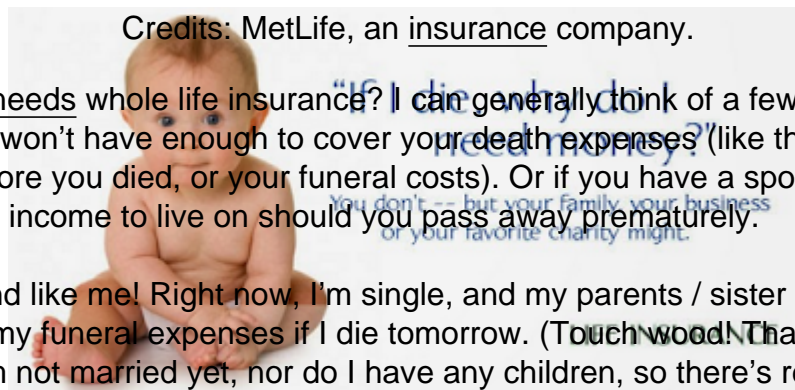 Credits: MetLife, an insurance company.
"If I die, why do I
need money?"
needs whole life insurance? I can generally think of a few
won't have enough to cover your death expenses (like th
ore you died, or your funeral costs). Or if you have a spo
income to live on should you pass away prematurely.
You don't -- but your family, your business
or your favorite charity might.
nd like me! Right now, I'm single, and my parents / sister
my funeral expenses if I die tomorrow. (Touch wood! Tha
LIFE INSURANCE
n not married yet, nor do I have any children, so there's re